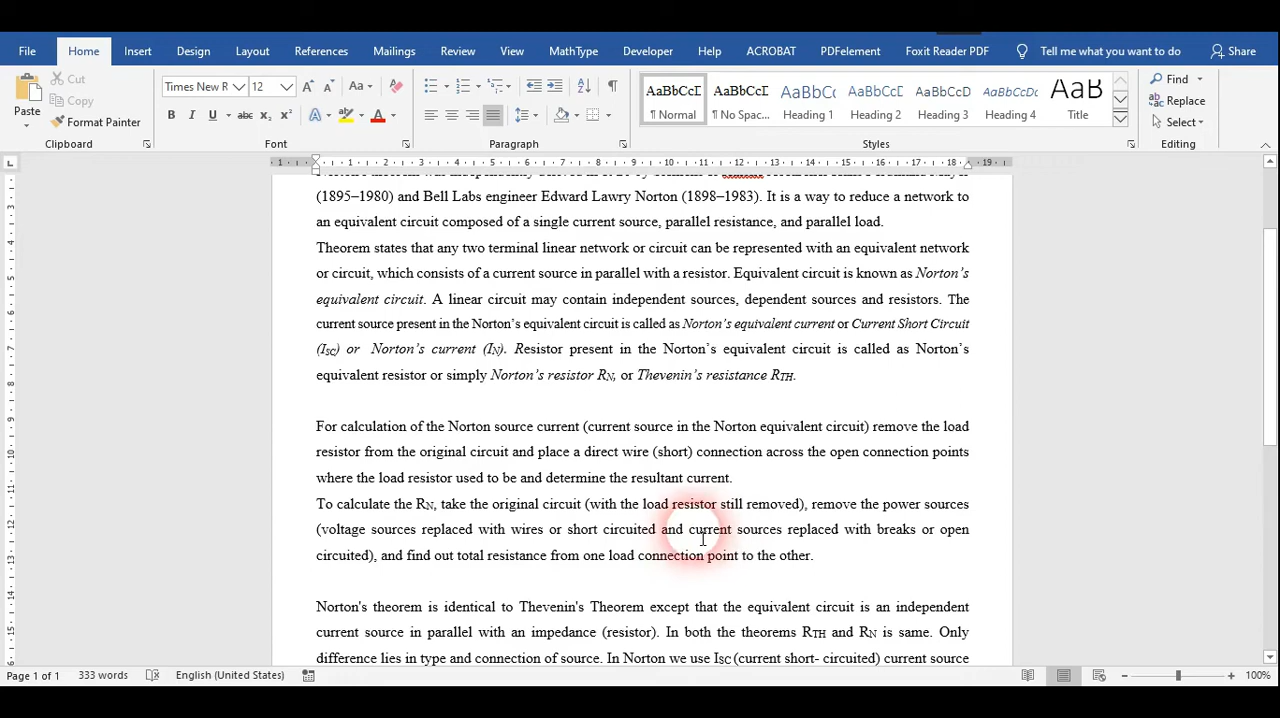 File Home Insert Design Layout References Mailings Review View MathType Developer Help ACROBAT PDFelement Foxit Reader PDF Tell me what you want to do Share
Paste
Cut
Copy
Format Painter
Clipboard
Times New R 12
B I U abc x₂ x²
Font
Paragraph
AaBbCcD AaBbCcD AaBbC AaBbCcE AaBbCcD AaBbCcDc AaB
¶ Normal ¶ No Spac... Heading 1 Heading 2 Heading 3 Heading 4 Title
Styles
Find
Replace
Select
Editing
(1895–1980) and Bell Labs engineer Edward Lawry Norton (1898–1983). It is a way to reduce a network to
an equivalent circuit composed of a single current source, parallel resistance, and parallel load.
Theorem states that any two terminal linear network or circuit can be represented with an equivalent network
or circuit, which consists of a current source in parallel with a resistor. Equivalent circuit is known as Norton’s
equivalent circuit. A linear circuit may contain independent sources, dependent sources and resistors. The
current source present in the Norton’s equivalent circuit is called as Norton’s equivalent current or Current Short Circuit
(ISC) or Norton’s current (IN). Resistor present in the Norton’s equivalent circuit is called as Norton’s
equivalent resistor or simply Norton’s resistor RN, or Thevenin’s resistance RTH.
For calculation of the Norton source current (current source in the Norton equivalent circuit) remove the load
resistor from the original circuit and place a direct wire (short) connection across the open connection points
where the load resistor used to be and determine the resultant current.
To calculate the RN, take the original circuit (with the load resistor still removed), remove the power sources
(voltage sources replaced with wires or short circuited and current sources replaced with breaks or open
circuited), and find out total resistance from one load connection point to the other.
Norton's theorem is identical to Thevenin's Theorem except that the equivalent circuit is an independent
current source in parallel with an impedance (resistor). In both the theorems RTH and RN is same. Only
difference lies in type and connection of source. In Norton we use ISC (current short- circuited) current source
Page 1 of 1 333 words English (United States) 100%